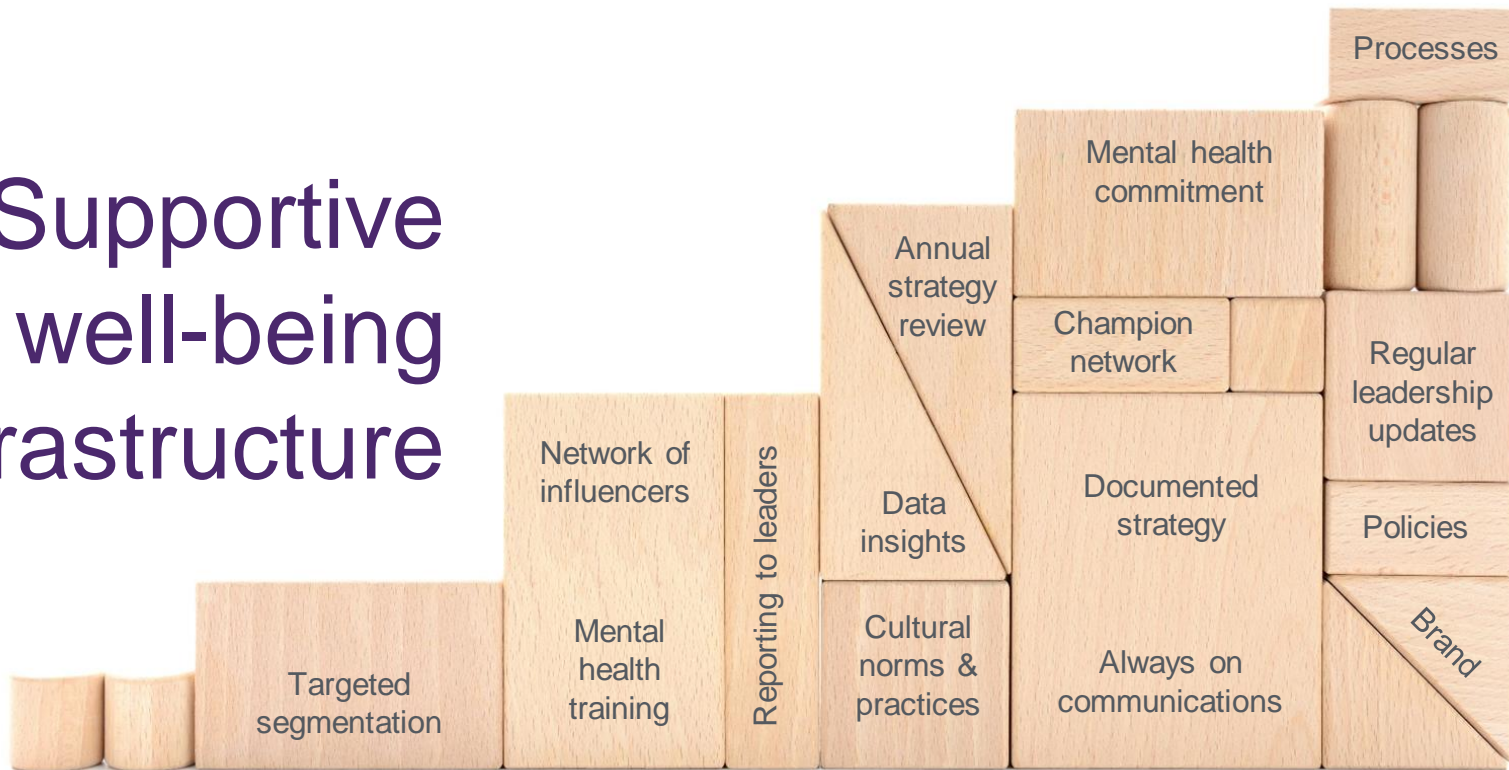 Supportive
well-being
rastructure
Targeted
segmentation
Network of
influencers
Mental
health
training
Reporting to leaders
Annual
strategy
review
Data
insights
Cultural
norms &
practices
Mental health
commitment
Champion
network
Documented
strategy
Always on
communications
Processes
Regular
leadership
updates
Policies
Brand